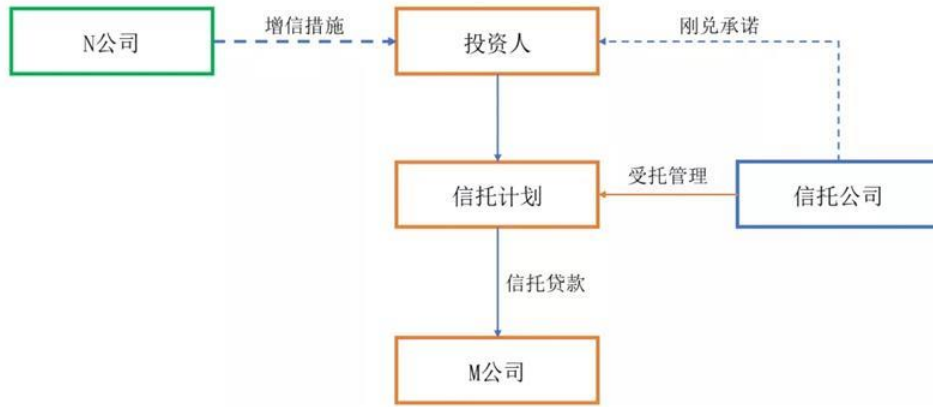 N公司
增信措施
投资人
刚兑承诺
信托计划
受托管理
信托公司
信托贷款
M公司